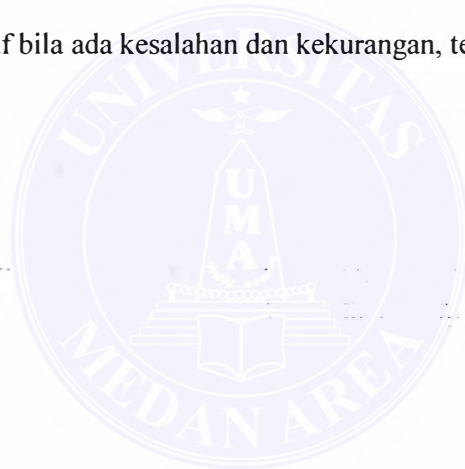 f bila ada kesalahan dan kekurangan, te
UNIVERSITAS
U
M
A
MEDAN AREA